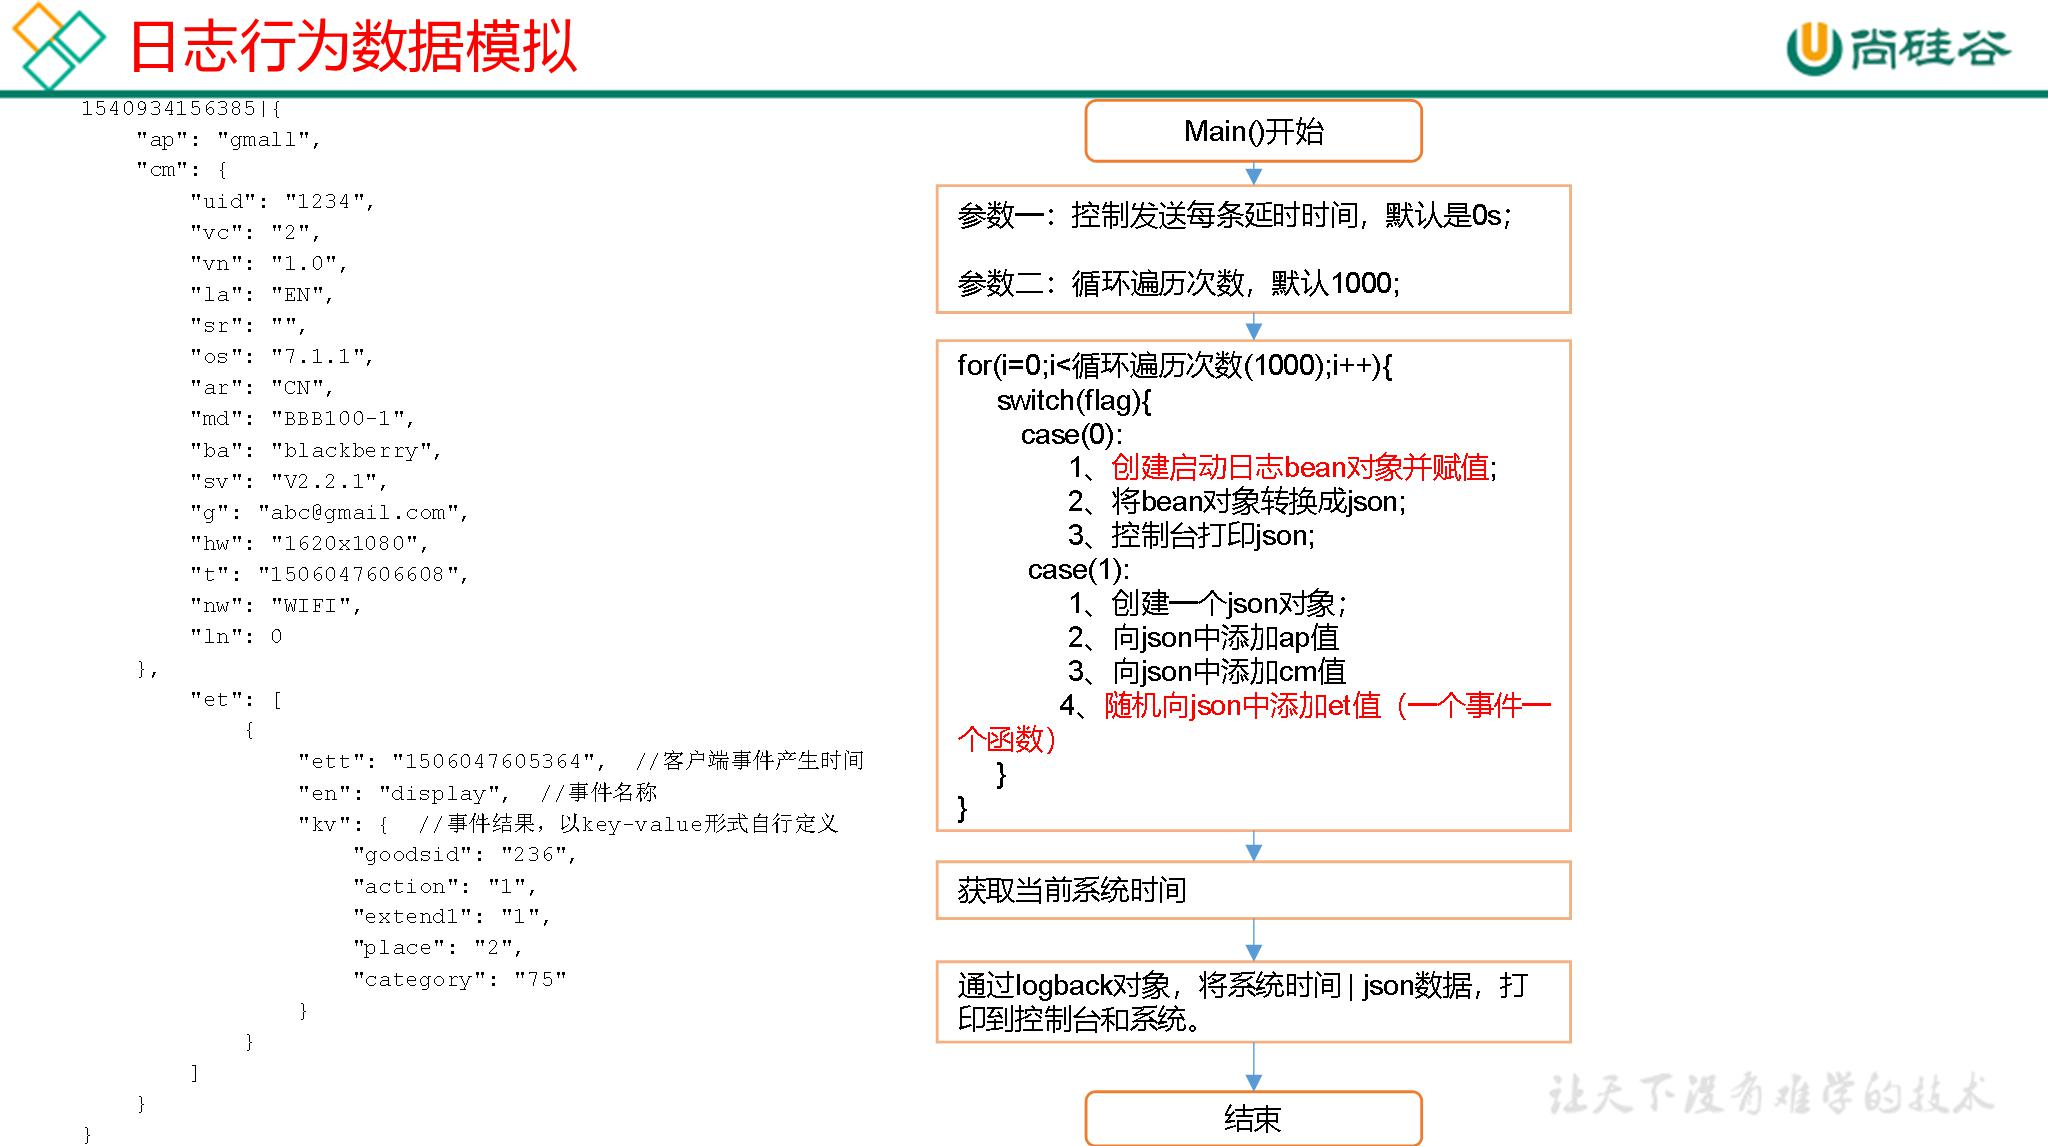 日志行为数据模拟
尚硅谷
1540934156385|{
"ap": "gmall",
"cm": {
"uid": "1234",
"vc": "2",
"vn": "1.0",
"la": "EN",
"sr": "",
"os": "7.1.1",
"ar": "CN",
"md": "BBB100-1",
"ba": "blackberry",
"sv": "V2.2.1",
"g": "abc@gmail.com",
"hw": "1620x1080",
"t": "1506047606608",
"nw": "WIFI",
"ln": 0
},
"et": [
{
"ett": "1506047605364", //客户端事件产生时间
"en": "display", //事件名称
"kv": { //事件结果，以key-value形式自行定义
"goodsid": "236",
"action": "1",
"extend1": "1",
"place": "2",
"category": "75"
}
}
]
}
}
Main()开始
参数一：控制发送每条延时时间，默认是0s；
参数二：循环遍历次数，默认1000;
for(i=0;i<循环遍历次数(1000);i++){
switch(flag){
case(0):
1、创建启动日志bean对象并赋值;
2、将bean对象转换成json;
3、控制台打印json;
case(1):
1、创建一个json对象；
2、向json中添加ap值
3、向json中添加cm值
4、随机向json中添加et值（一个事件一
个函数）
}
}
获取当前系统时间
通过logback对象，将系统时间 | json数据，打
印到控制台和系统。
结束
让天下没有难学的技术